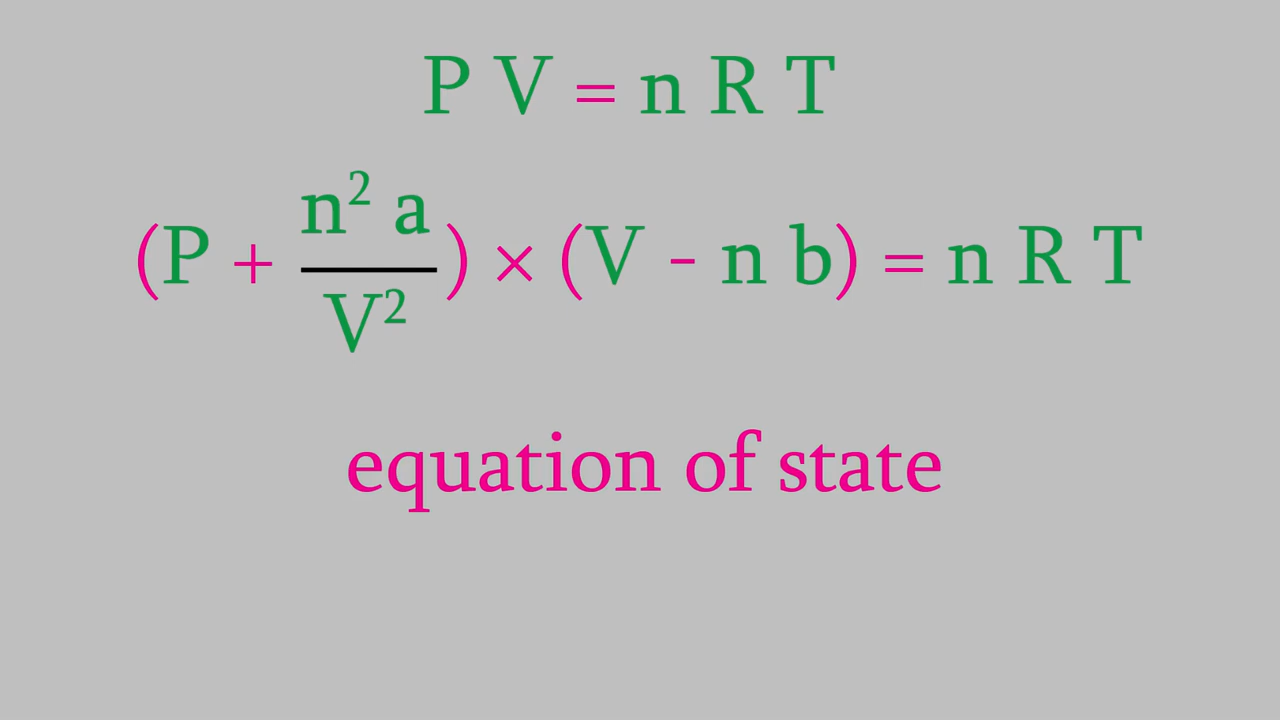 P V = n R T
(P + n² a / V²) × (V - n b) = n R T
equation of state